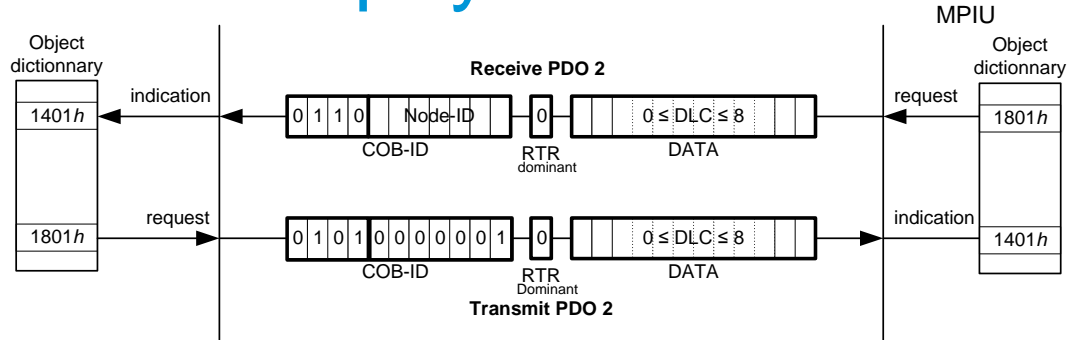 MPIU
Object
dictionnary
Object
dictionnary
Receive PDO 2
indication
request
1401h
0 1 1 0 Node-ID
0
0 ≤ DLC ≤ 8
1801h
COB-ID
RTR
dominant
DATA
request
indication
1801h
0 1 0 1 0 0 0 0 0 0 1
0
0 ≤ DLC ≤ 8
1401h
COB-ID
RTR
Dominant
DATA
Transmit PDO 2